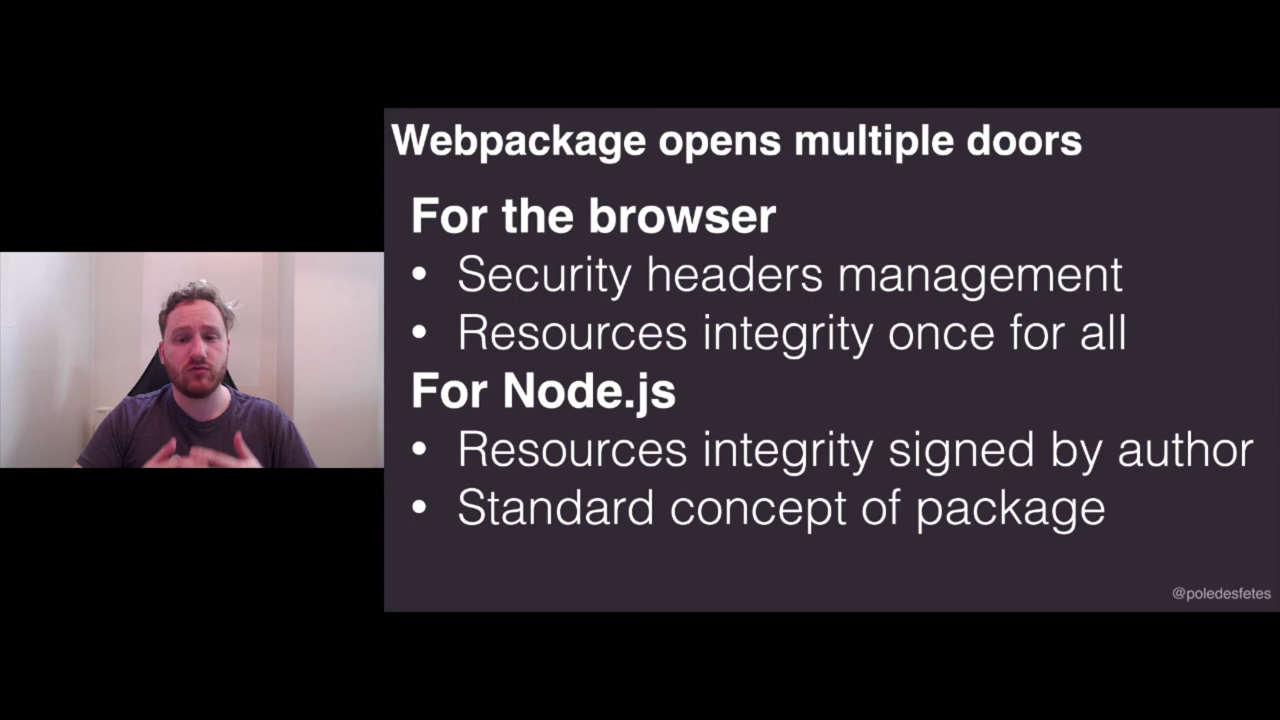 Webpackage opens multiple doors
For the browser
• Security headers management
• Resources integrity once for all
For Node.js
• Resources integrity signed by author
• Standard concept of package
@poledesfetes